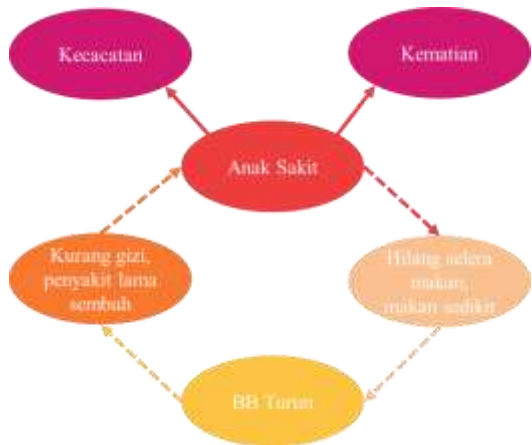 Kecacatan
Kematian
Anak Sakit
Kurang gizi,
penyakit lama
sembuh
Hilang selera
makan,
makan sedikit
BB Turun